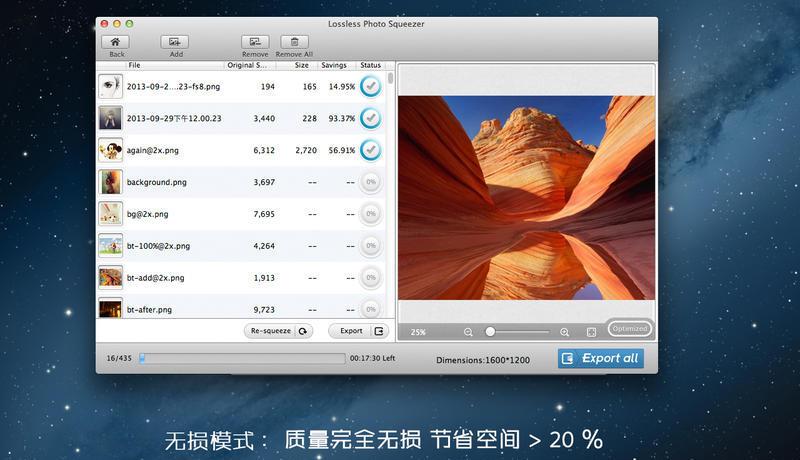 Lossless Photo Squeezer
Back Add Remove Remove All
File Original S... Size Savings Status
2013-09-2....23-fs8.png 194 165 14.95%
2013-09-29下午12.00.23 3,440 228 93.37%
again@2x.png 6,312 2,720 56.91%
background.png 3,697 -- -- 0%
bg@2x.png 7,695 -- -- 0%
bt-100%@2x.png 4,264 -- -- 0%
bt-add@2x.png 1,913 -- -- 0%
bt-after.png 9,723 -- -- 0%
25% Optimized
Re-squeeze Export
16/435 00:17:30 Left Dimensions:1600*1200 Export all
无损模式： 质量完全无损 节省空间 > 20 %